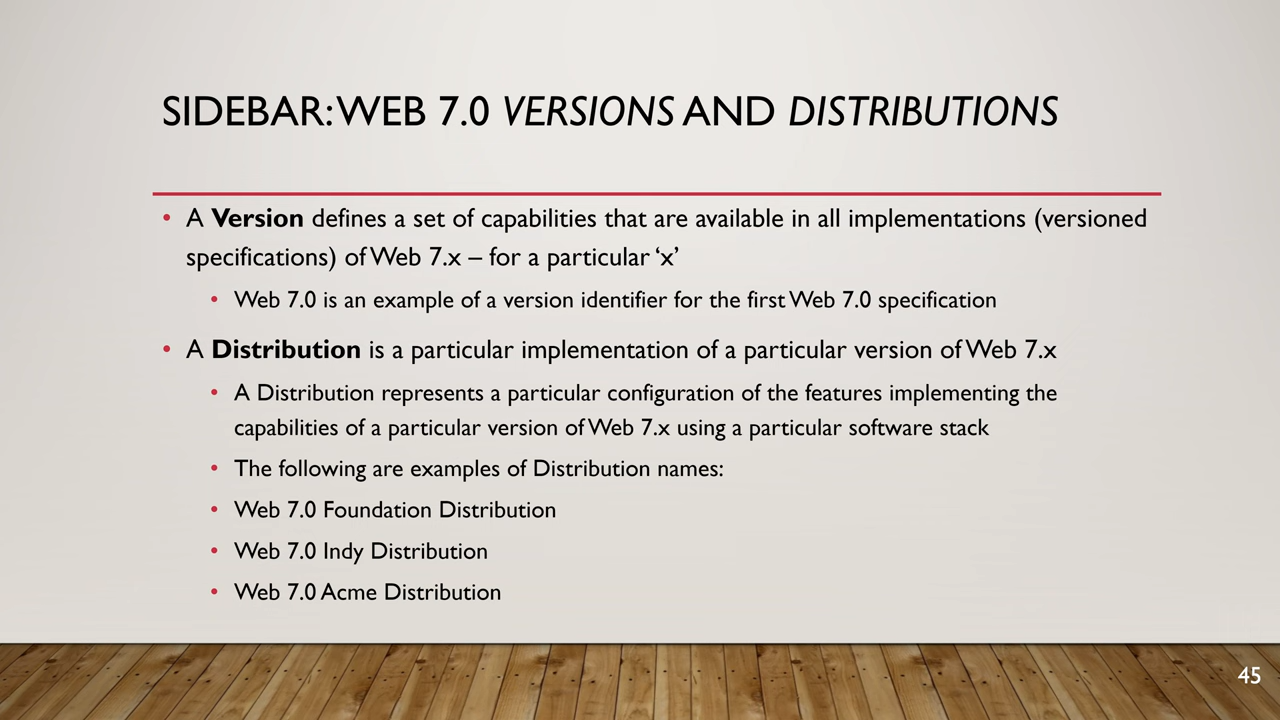 SIDEBAR: WEB 7.0 VERSIONS AND DISTRIBUTIONS
• A Version defines a set of capabilities that are available in all implementations (versioned
specifications) of Web 7.x – for a particular ‘x’
• Web 7.0 is an example of a version identifier for the first Web 7.0 specification
• A Distribution is a particular implementation of a particular version of Web 7.x
• A Distribution represents a particular configuration of the features implementing the
capabilities of a particular version of Web 7.x using a particular software stack
• The following are examples of Distribution names:
• Web 7.0 Foundation Distribution
• Web 7.0 Indy Distribution
• Web 7.0 Acme Distribution
45